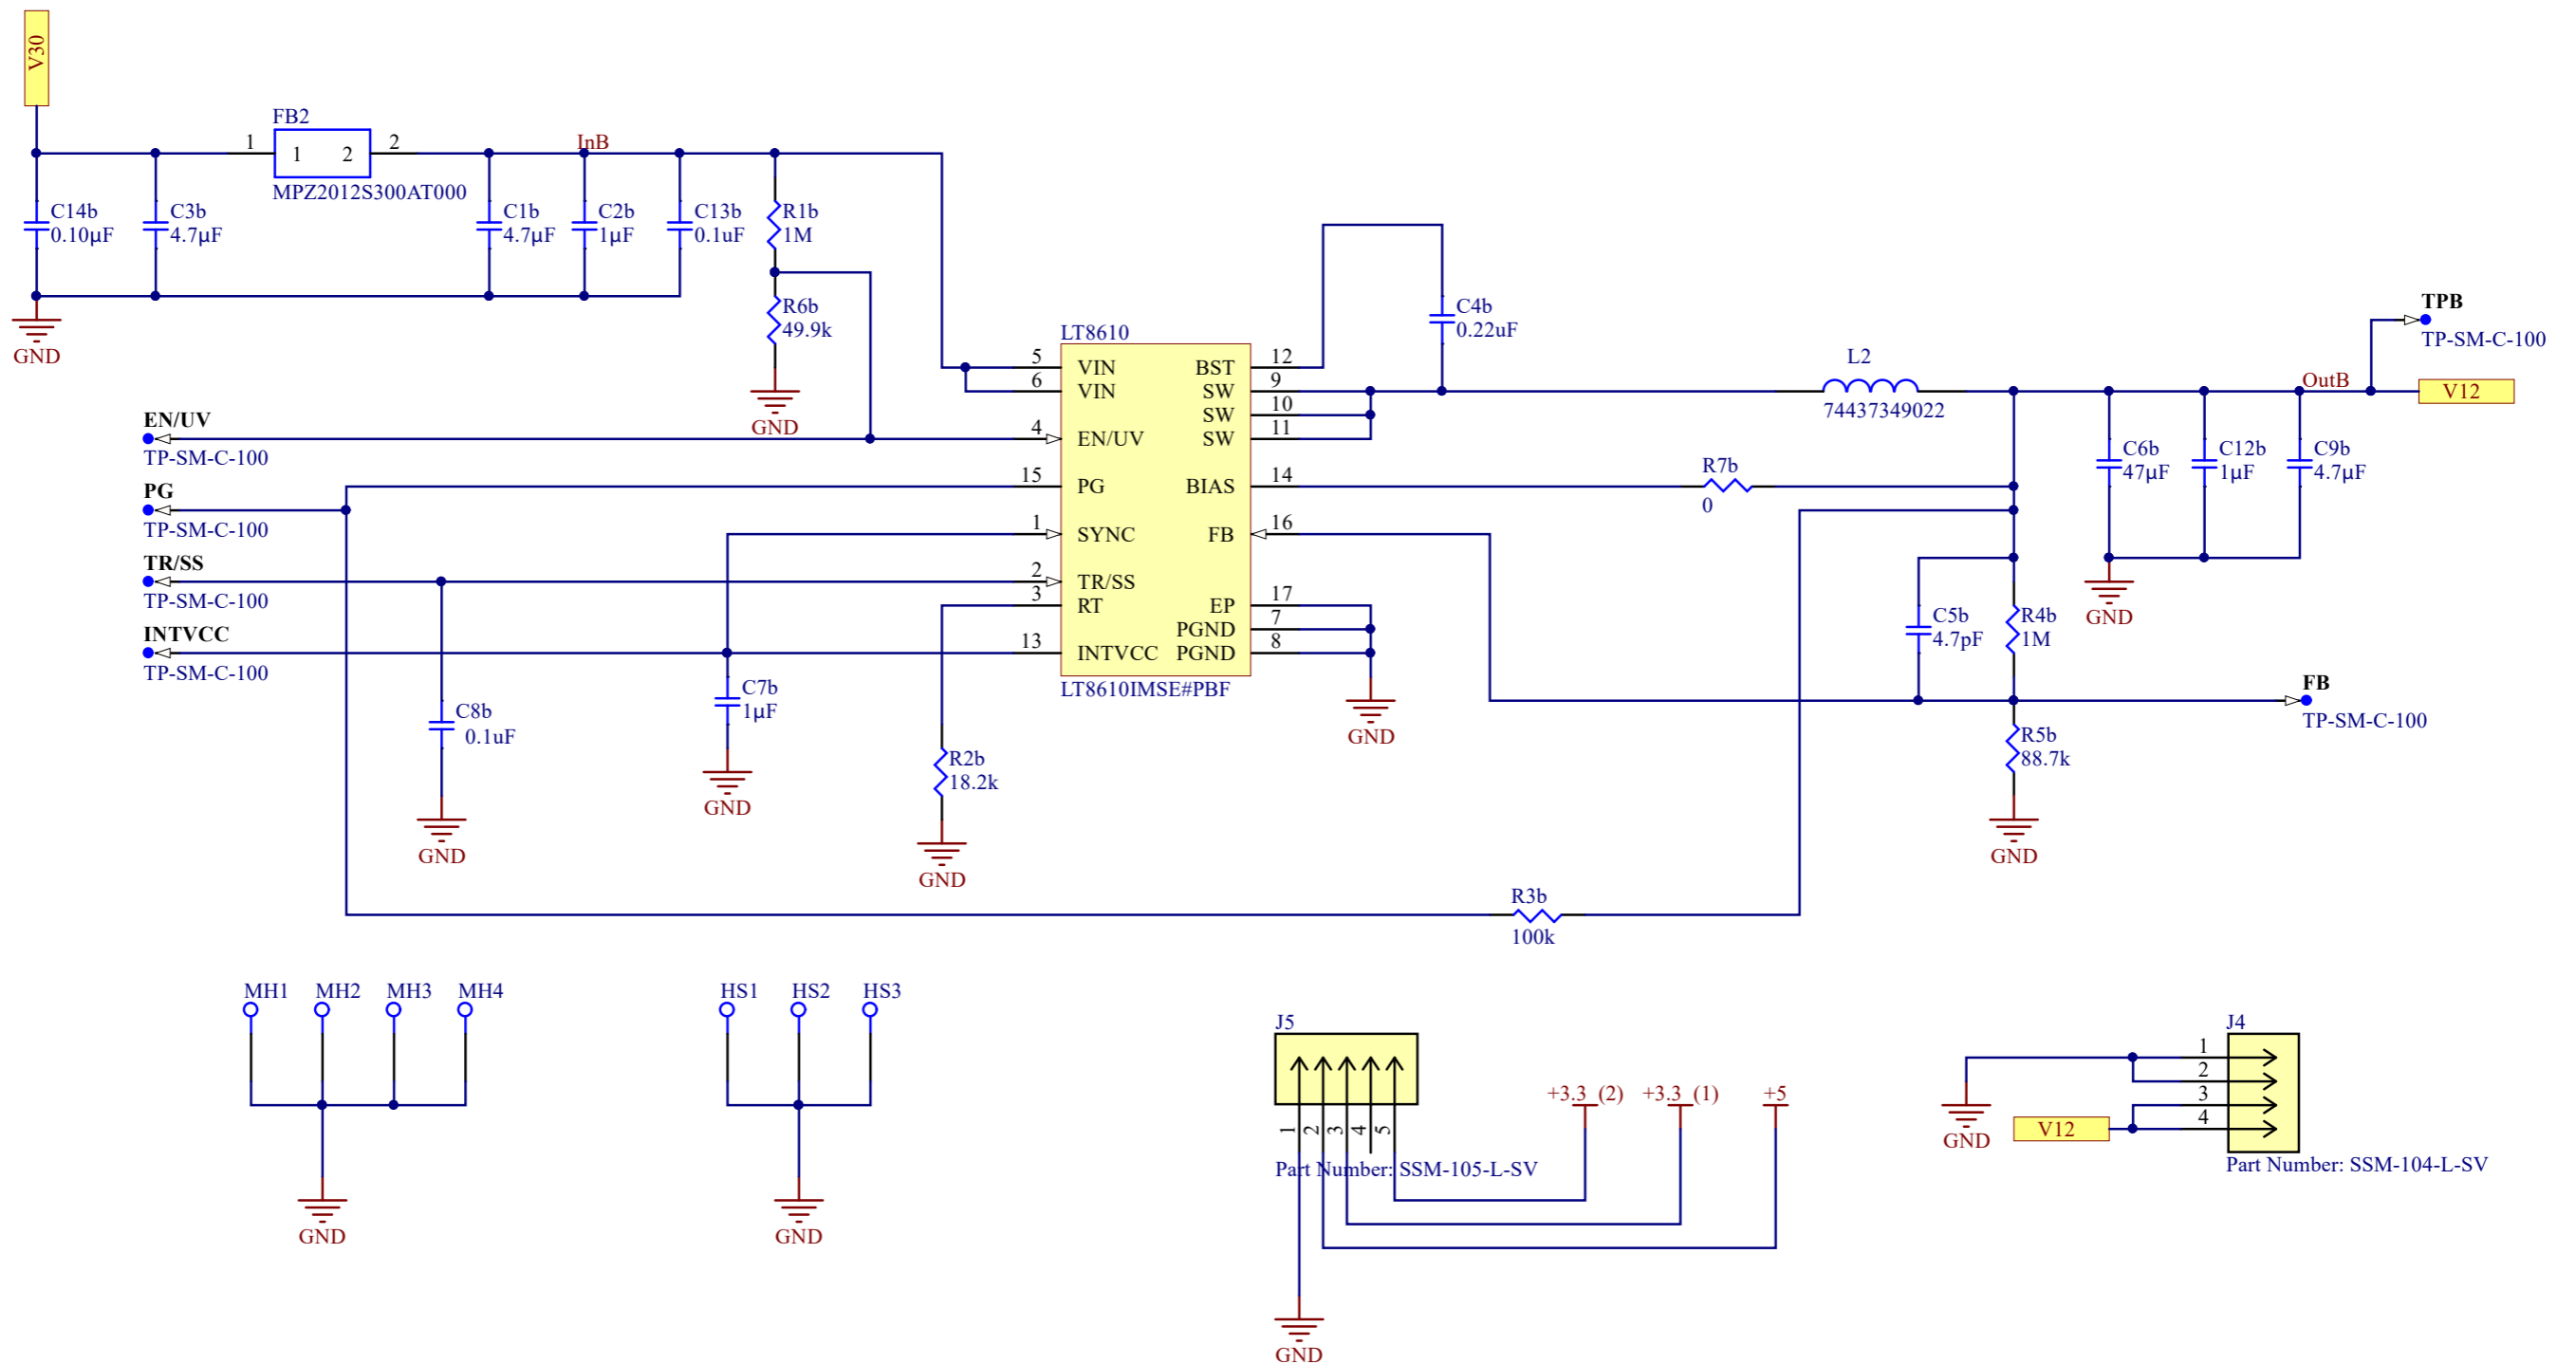 V30
FB2
1
1 2
2
MPZ2012S300AT000
InB
C14b
0.10µF
C3b
4.7µF
C1b
4.7µF
C2b
1µF
C13b
0.1uF
R1b
1M
R6b
49.9k
GND
GND
EN/UV
TP-SM-C-100
PG
TP-SM-C-100
TR/SS
TP-SM-C-100
INTVCC
TP-SM-C-100
C8b
0.1uF
GND
C7b
1µF
GND
R2b
18.2k
GND
LT8610
5 VIN
6 VIN
4 EN/UV
15 PG
1 SYNC
2 TR/SS
3 RT
13 INTVCC
BST 12
SW 9
SW 10
SW 11
BIAS 14
FB 16
EP 17
PGND 7
PGND 8
LT8610IMSE#PBF
GND
C4b
0.22uF
L2
74437349022
R7b
0
C5b
4.7pF
R4b
1M
R5b
88.7k
GND
C6b
47µF
C12b
1µF
C9b
4.7µF
GND
OutB
TPB
TP-SM-C-100
V12
FB
TP-SM-C-100
R3b
100k
MH1 MH2 MH3 MH4
GND
HS1 HS2 HS3
GND
J5
1 2 3 4 5
Part Number: SSM-105-L-SV
+3.3 (2) +3.3 (1) +5
GND
J4
1
2
3
4
GND
V12
Part Number: SSM-104-L-SV